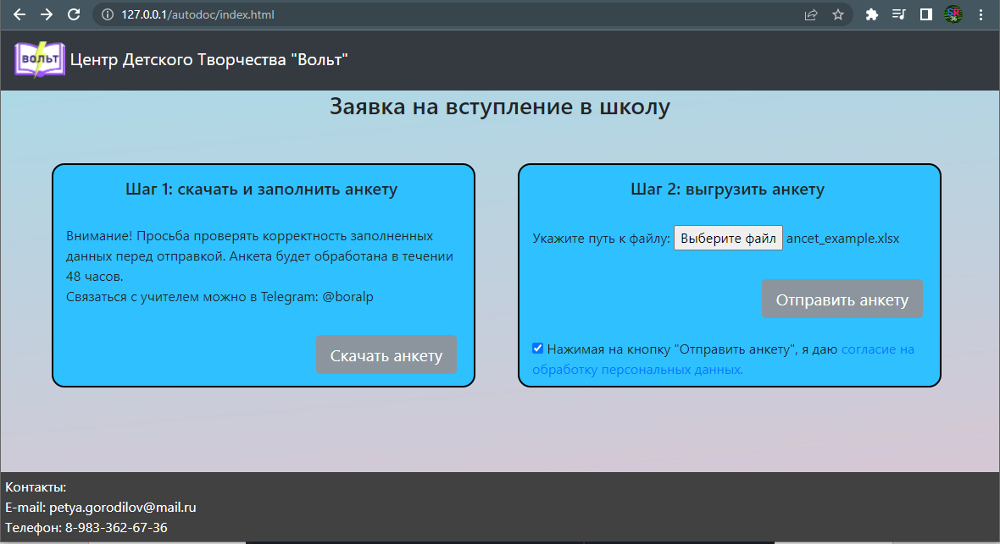 127.0.0.1/autodoc/index.html
SR
36
ВОЛЬТ
Центр Детского Творчества "Вольт"
Заявка на вступление в школу
Шаг 1: скачать и заполнить анкету
Внимание! Просьба проверять корректность заполненных
данных перед отправкой. Анкета будет обработана в течении
48 часов.
Связаться с учителем можно в Telegram: @boralp
Скачать анкету
Шаг 2: выгрузить анкету
Укажите путь к файлу: Выберите файл ancet_example.xlsx
Отправить анкету
Нажимая на кнопку "Отправить анкету", я даю согласие на
обработку персональных данных.
Контакты:
E-mail: petya.gorodilov@mail.ru
Телефон: 8-983-362-67-36